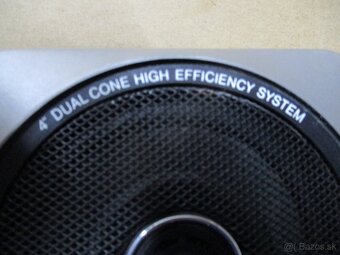 4" DUAL CONE HIGH EFFICIENCY SYSTEM
© Bazos.sk